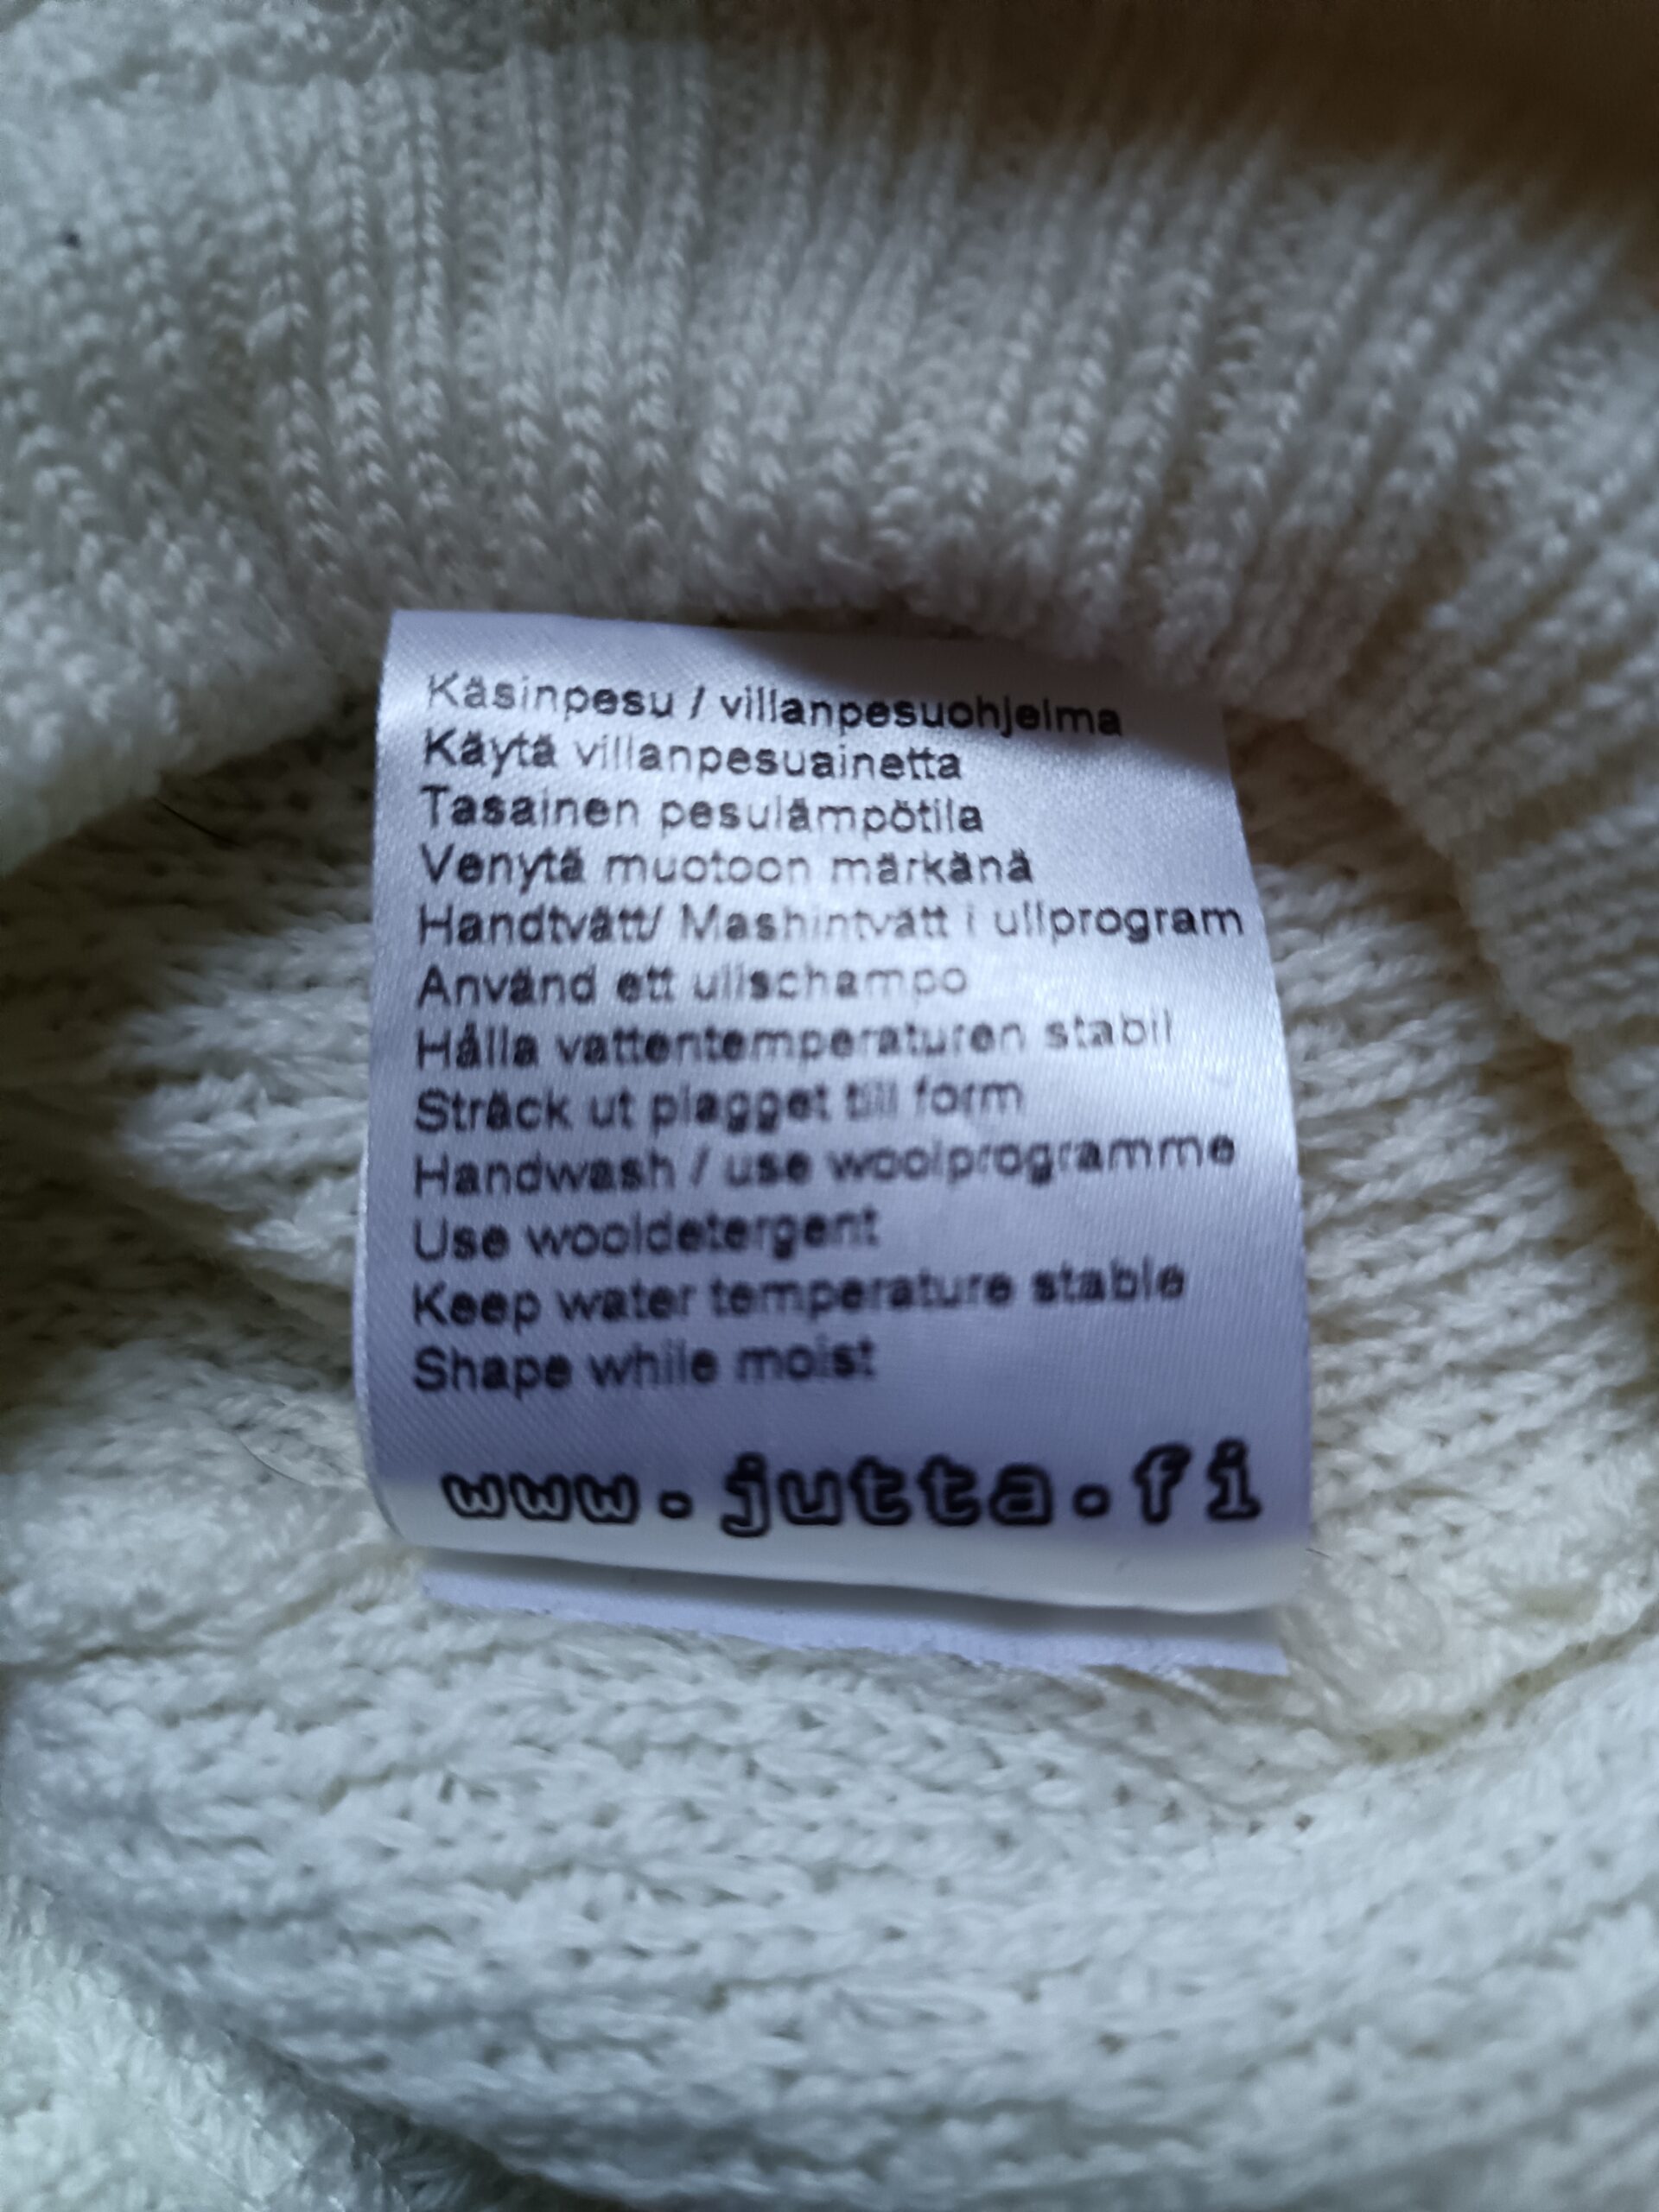 Käsinpesu / villanpesuohjelma
Käytä villanpesuainetta
Tasainen pesulämpötila
Venytä muotoon märkänä
Handtvätt/ Mashintvätt i ullprogram
Använd ett ullschampo
Hålla vattentemperaturen stabil
Sträck ut plagget till form
Handwash / use woolprogramme
Use wooldetergent
Keep water temperature stable
Shape while moist
www.jutta.fi